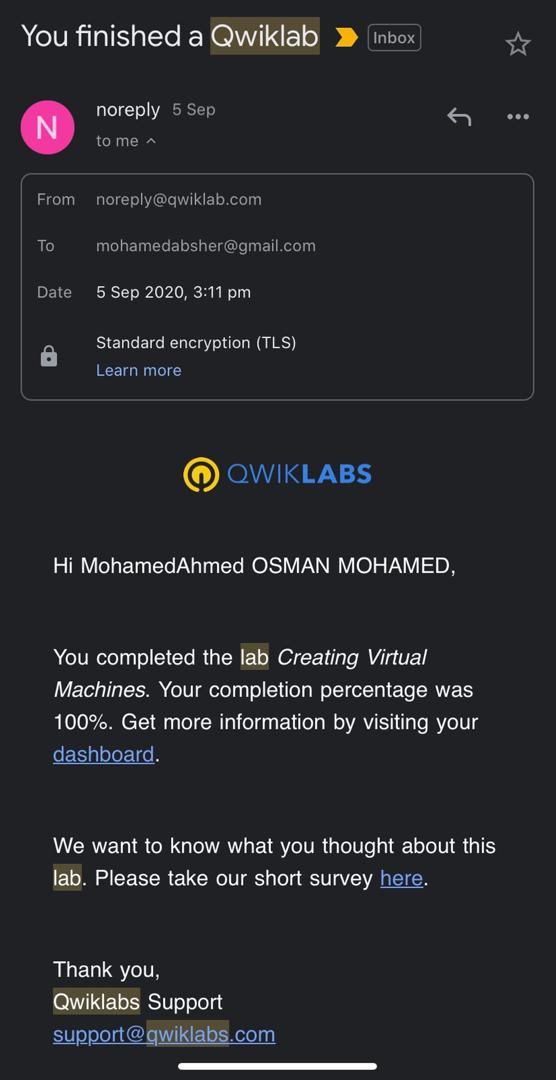 You finished a Qwiklab Inbox
N
noreply 5 Sep
to me
From noreply@qwiklab.com
To mohamedabsher@gmail.com
Date 5 Sep 2020, 3:11 pm
Standard encryption (TLS)
Learn more
QWIKLABS
Hi MohamedAhmed OSMAN MOHAMED,
You completed the lab Creating Virtual
Machines. Your completion percentage was
100%. Get more information by visiting your
dashboard.
We want to know what you thought about this
lab. Please take our short survey here.
Thank you,
Qwiklabs Support
support@qwiklabs.com